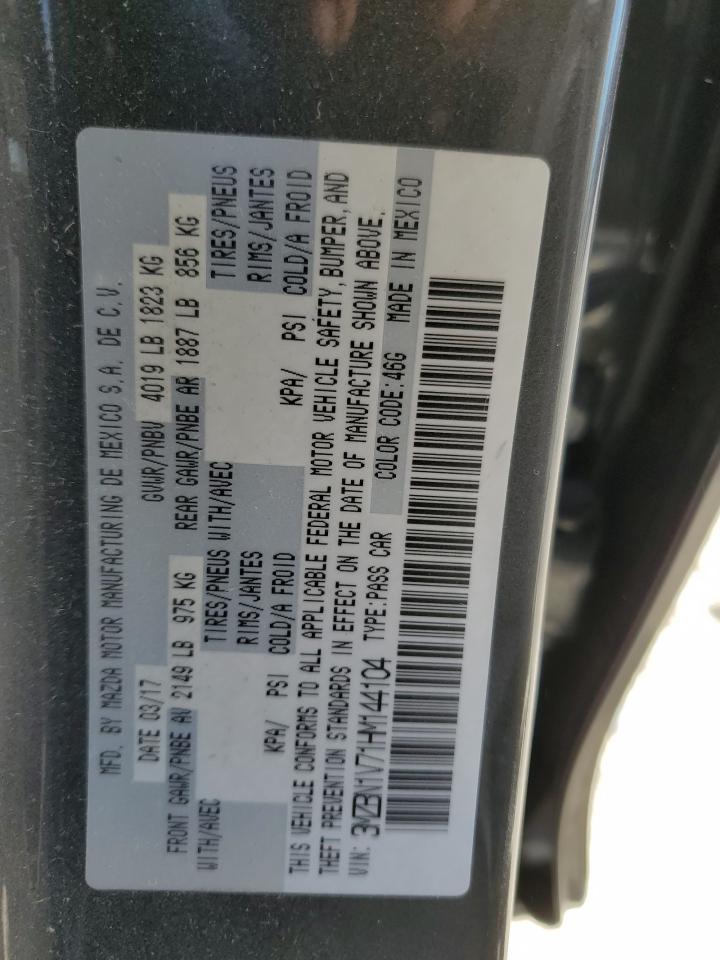 MFD. BY MAZDA MOTOR MANUFACTURING DE MEXICO S.A. DE C.V.
DATE 03/17 GVWR/PNBV 4019 LB 1823 KG
FRONT GAWR/PNBE AV 2149 LB 975 KG REAR GAWR/PNBE AR 1887 LB 856 KG
WITH/AVEC TIRES/PNEUS WITH/AVEC TIRES/PNEUS
RIMS/JANTES RIMS/JANTES
KPA/ PSI COLD/A FROID KPA/ PSI COLD/A FROID
THIS VEHICLE CONFORMS TO ALL APPLICABLE FEDERAL MOTOR VEHICLE SAFETY, BUMPER, AND
THEFT PREVENTION STANDARDS IN EFFECT ON THE DATE OF MANUFACTURE SHOWN ABOVE.
VIN: 3MZBN1V71HM144104 TYPE:PASS CAR COLOR CODE:46G MADE IN MEXICO